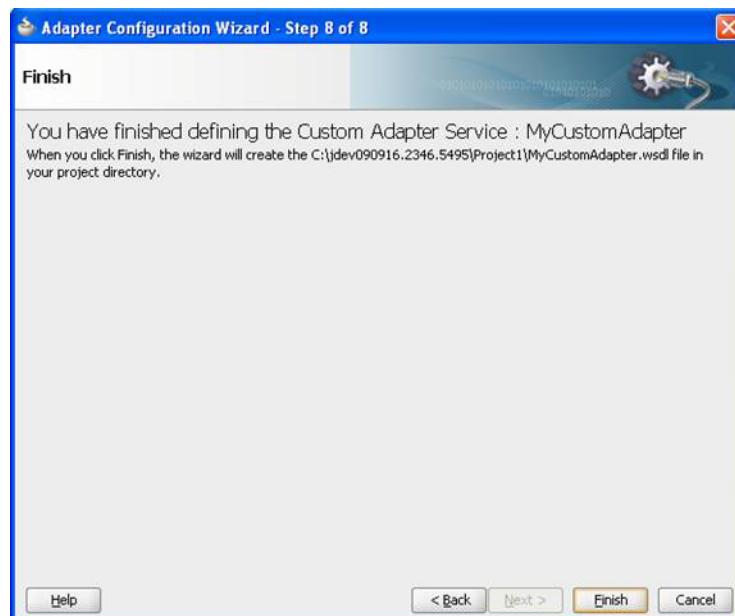 Adapter Configuration Wizard - Step 8 of 8
Finish
You have finished defining the Custom Adapter Service : MyCustomAdapter
When you click Finish, the wizard will create the C:\jdev090916.2346.5495\Project1\MyCustomAdapter.wsdl file in
your project directory.
Help
< Back
Next >
Finish
Cancel